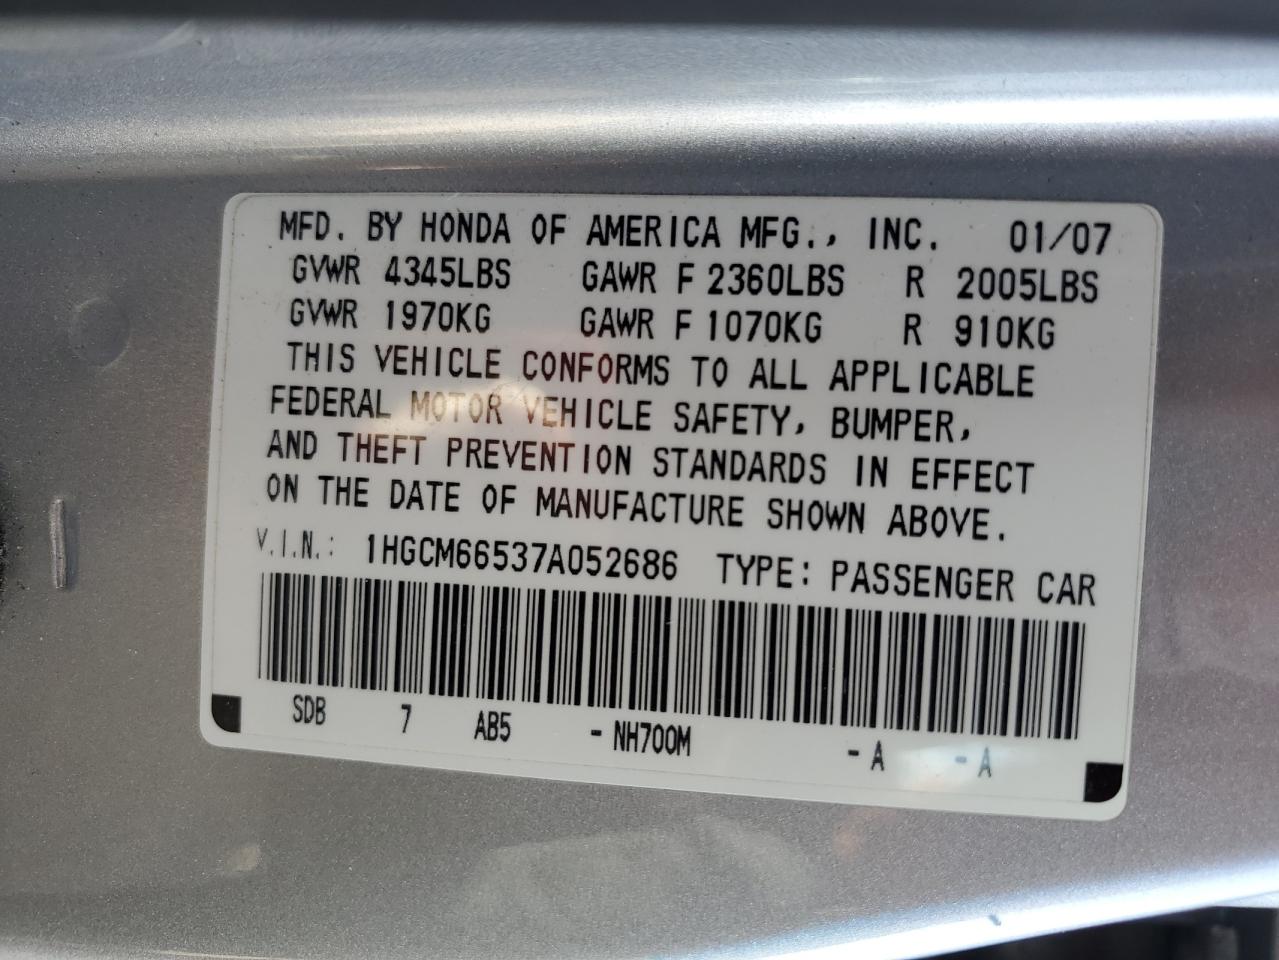 MFD. BY HONDA OF AMERICA MFG., INC. 01/07
GVWR 4345LBS GAWR F 2360LBS R 2005LBS
GVWR 1970KG GAWR F 1070KG R 910KG
THIS VEHICLE CONFORMS TO ALL APPLICABLE
FEDERAL MOTOR VEHICLE SAFETY, BUMPER,
AND THEFT PREVENTION STANDARDS IN EFFECT
ON THE DATE OF MANUFACTURE SHOWN ABOVE.
V.I.N.: 1HGCM66537A052686 TYPE: PASSENGER CAR
SDB 7 AB5 - NH700M - A - A